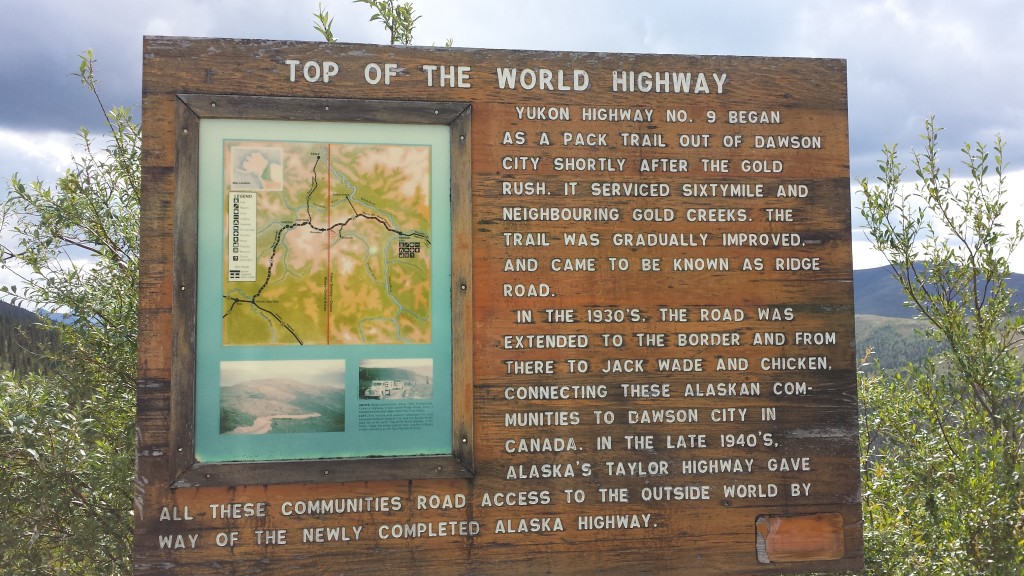 TOP OF THE WORLD HIGHWAY
YUKON HIGHWAY NO. 9 BEGAN
AS A PACK TRAIL OUT OF DAWSON
CITY SHORTLY AFTER THE GOLD
RUSH. IT SERVICED SIXTYMILE AND
NEIGHBOURING GOLD CREEKS. THE
TRAIL WAS GRADUALLY IMPROVED,
AND CAME TO BE KNOWN AS RIDGE
ROAD.
IN THE 1930'S, THE ROAD WAS
EXTENDED TO THE BORDER AND FROM
THERE TO JACK WADE AND CHICKEN,
CONNECTING THESE ALASKAN COM-
MUNITIES TO DAWSON CITY IN
CANADA. IN THE LATE 1940'S,
ALASKA'S TAYLOR HIGHWAY GAVE
ALL THESE COMMUNITIES ROAD ACCESS TO THE OUTSIDE WORLD BY
WAY OF THE NEWLY COMPLETED ALASKA HIGHWAY.